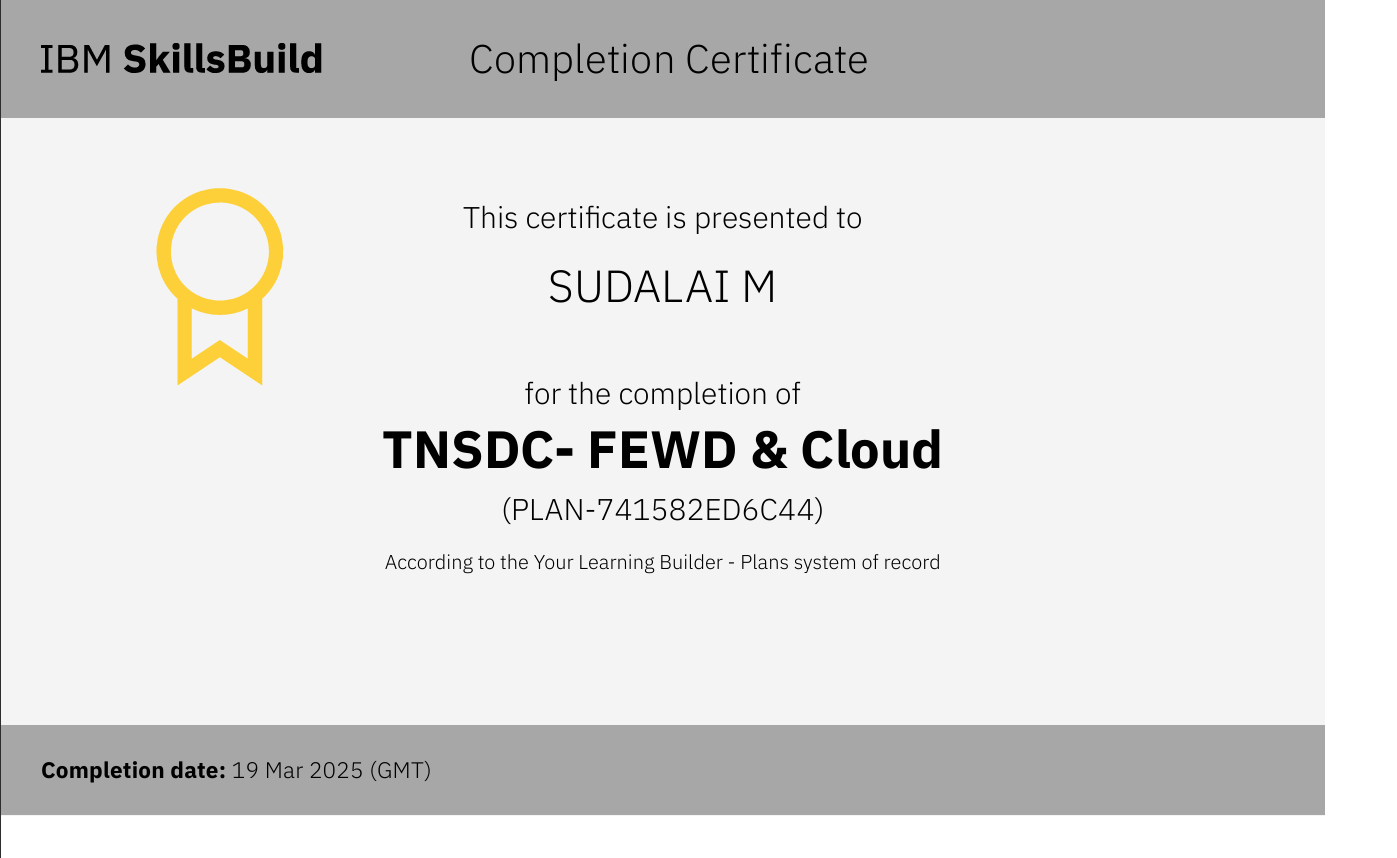 IBM SkillsBuild
Completion Certificate
This certificate is presented to
SUDALAI M
for the completion of
TNSDC- FEWD & Cloud
(PLAN-741582ED6C44)
According to the Your Learning Builder - Plans system of record
Completion date: 19 Mar 2025 (GMT)